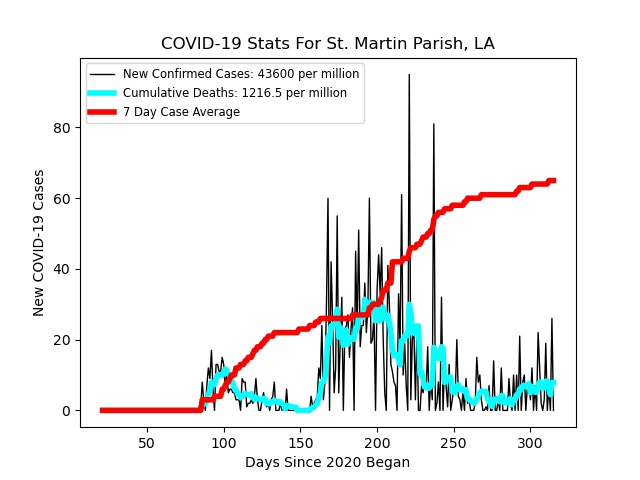 COVID-19 Stats For St. Martin Parish, LA
New Confirmed Cases: 43600 per million
Cumulative Deaths: 1216.5 per million
7 Day Case Average
New COVID-19 Cases
80
60
40
20
0
50 100 150 200 250 300
Days Since 2020 Began